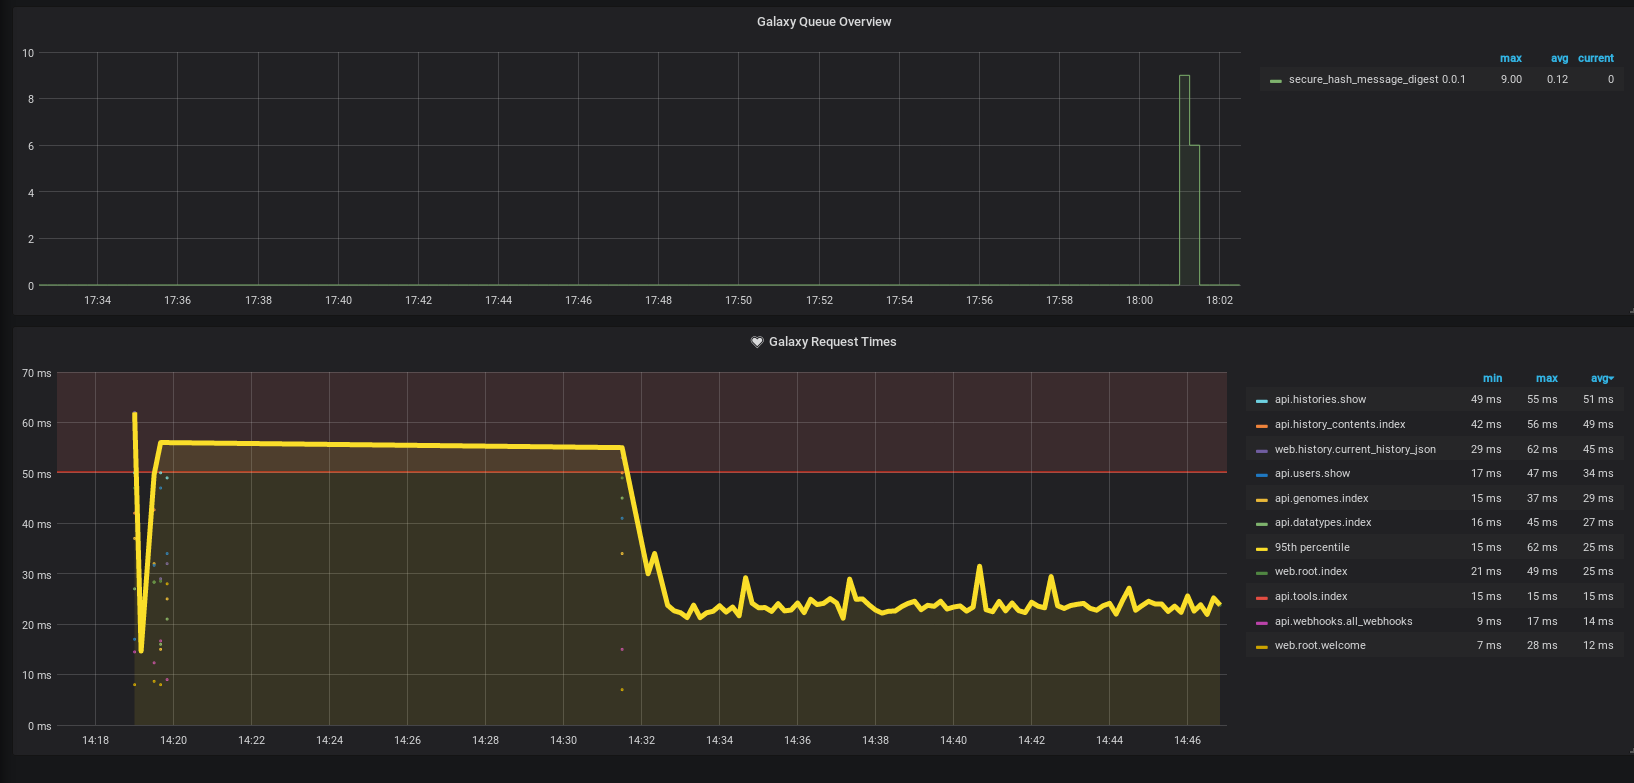 Galaxy Queue Overview
10
8
6
4
2
0
17:34 17:36 17:38 17:40 17:42 17:44 17:46 17:48 17:50 17:52 17:54 17:56 17:58 18:00 18:02
max avg current
secure_hash_message_digest 0.0.1 9.00 0.12 0
Galaxy Request Times
70 ms
60 ms
50 ms
40 ms
30 ms
20 ms
10 ms
0 ms
14:18 14:20 14:22 14:24 14:26 14:28 14:30 14:32 14:34 14:36 14:38 14:40 14:42 14:44 14:46
min max avg
api.histories.show 49 ms 55 ms 51 ms
api.history_contents.index 42 ms 56 ms 49 ms
web.history.current_history_json 29 ms 62 ms 45 ms
api.users.show 17 ms 47 ms 34 ms
api.genomes.index 15 ms 37 ms 29 ms
api.datatypes.index 16 ms 45 ms 27 ms
95th percentile 15 ms 62 ms 25 ms
web.root.index 21 ms 49 ms 25 ms
api.tools.index 15 ms 15 ms 15 ms
api.webhooks.all_webhooks 9 ms 17 ms 14 ms
web.root.welcome 7 ms 28 ms 12 ms